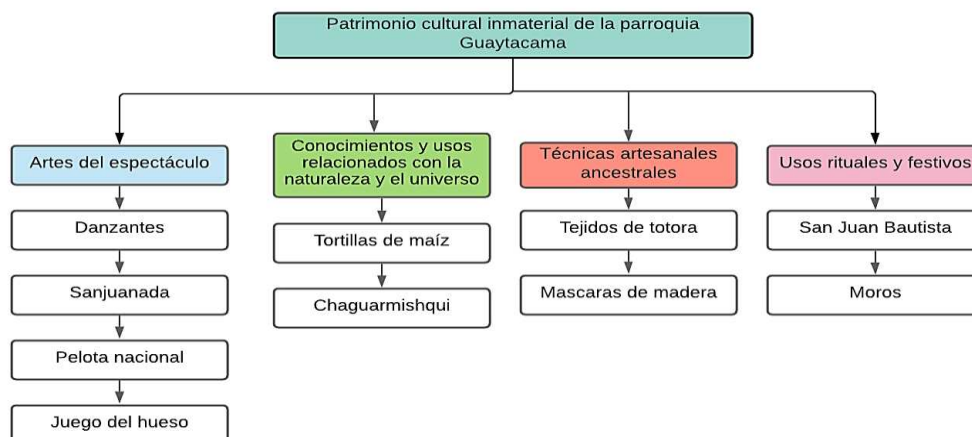 Patrimonio cultural inmaterial de la parroquia
Guaytacama
Artes del espectáculo
Danzantes
Sanjuanada
Pelota nacional
Juego del hueso
Conocimientos y usos
relacionados con la
naturaleza y el universo
Tortillas de maíz
Chaguarmishqui
Técnicas artesanales
ancestrales
Tejidos de totora
Mascaras de madera
Usos rituales y festivos
San Juan Bautista
Moros